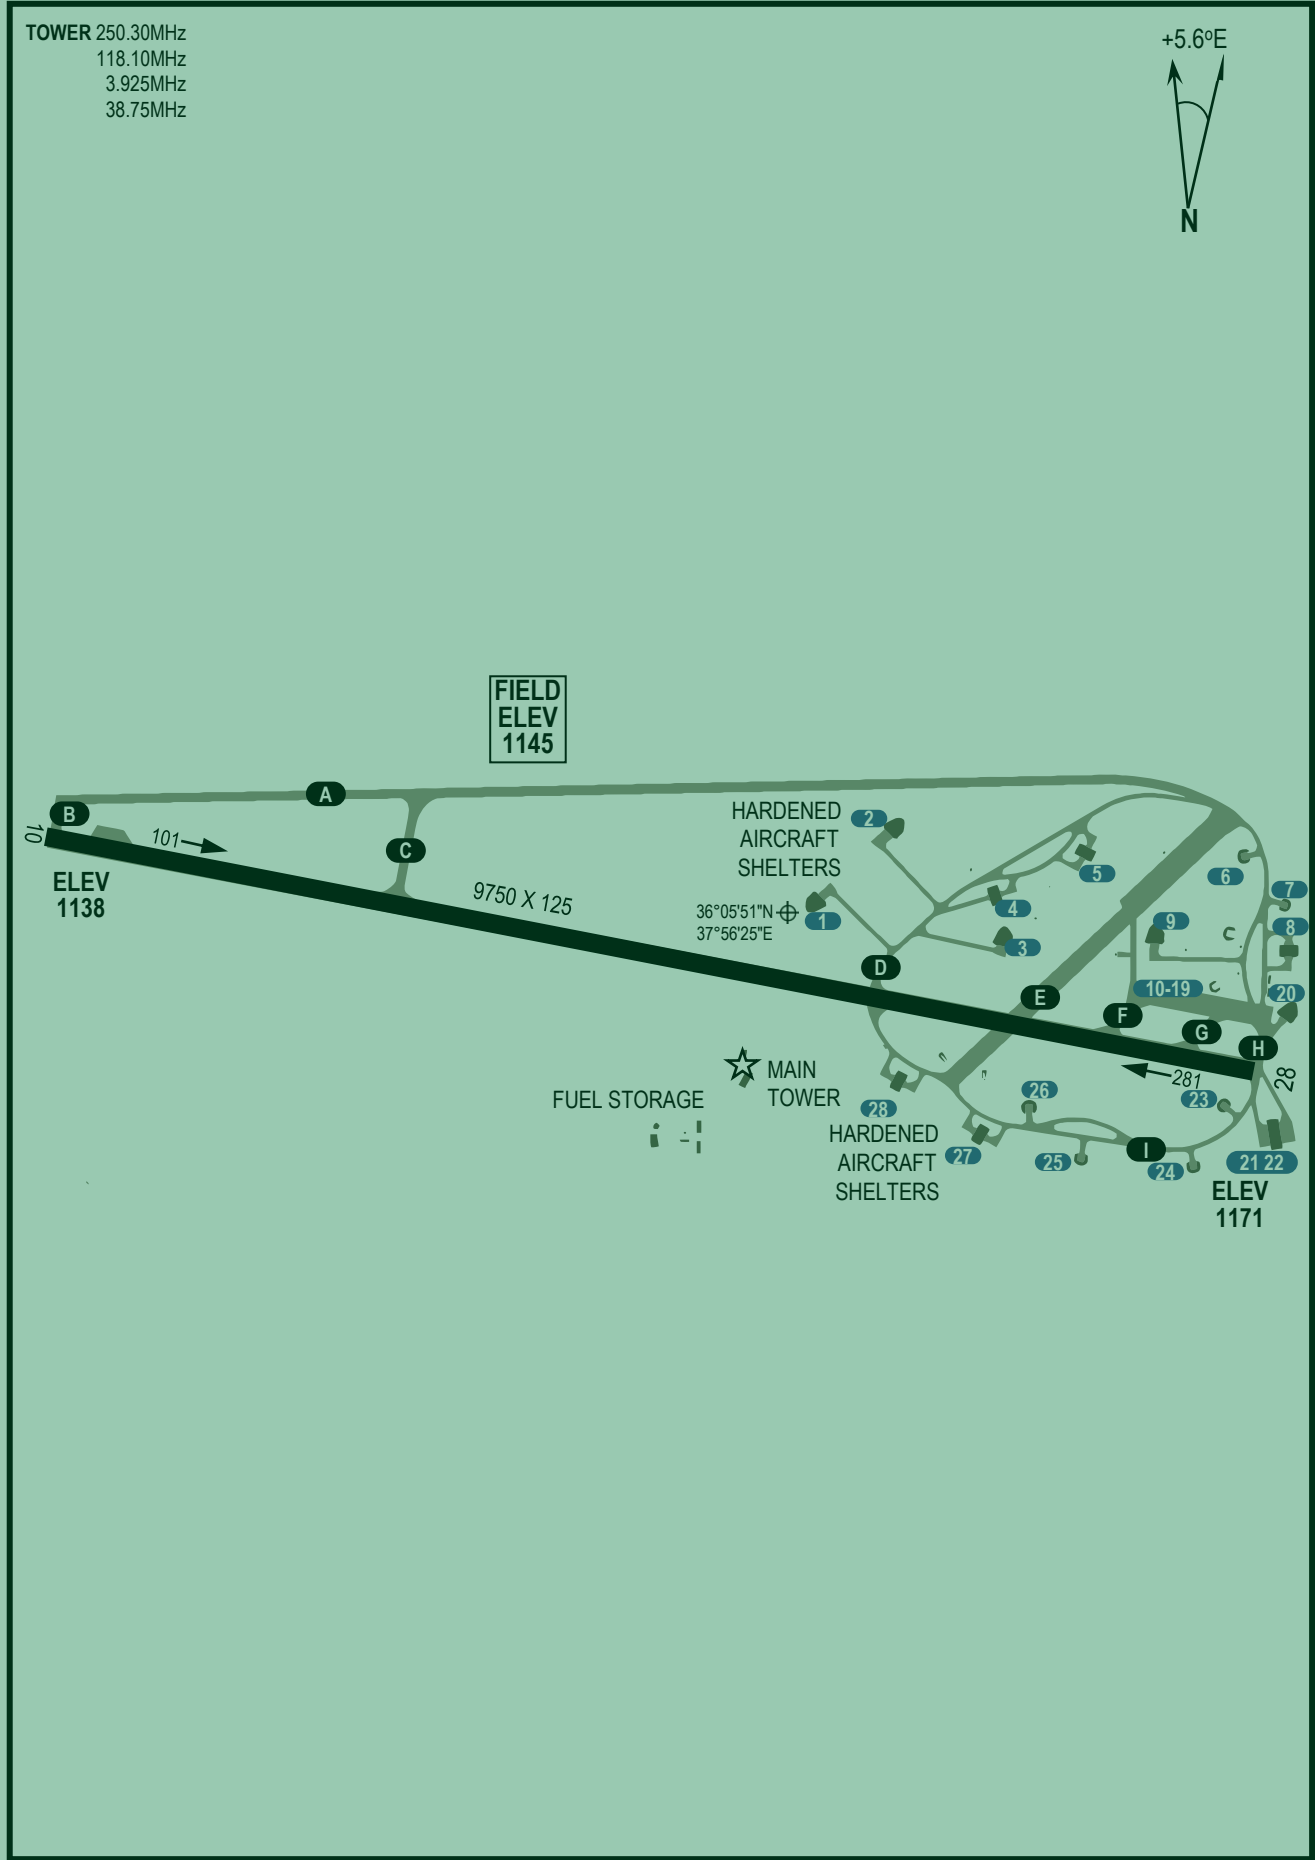 TOWER 250.30MHz
118.10MHz
3.925MHz
38.75MHz
+5.6ºE
N
FIELD
ELEV
1145
A
B
10
101
C
ELEV
1138
9750 X 125
HARDENED
AIRCRAFT
SHELTERS
2
5
6
7
36°05'51"N
37°56'25"E
1
4
9
8
3
D
E
10-19
20
F
G
H
281
28
MAIN
TOWER
FUEL STORAGE
26
23
28
HARDENED
AIRCRAFT
SHELTERS
27
25
I
24
21 22
ELEV
1171